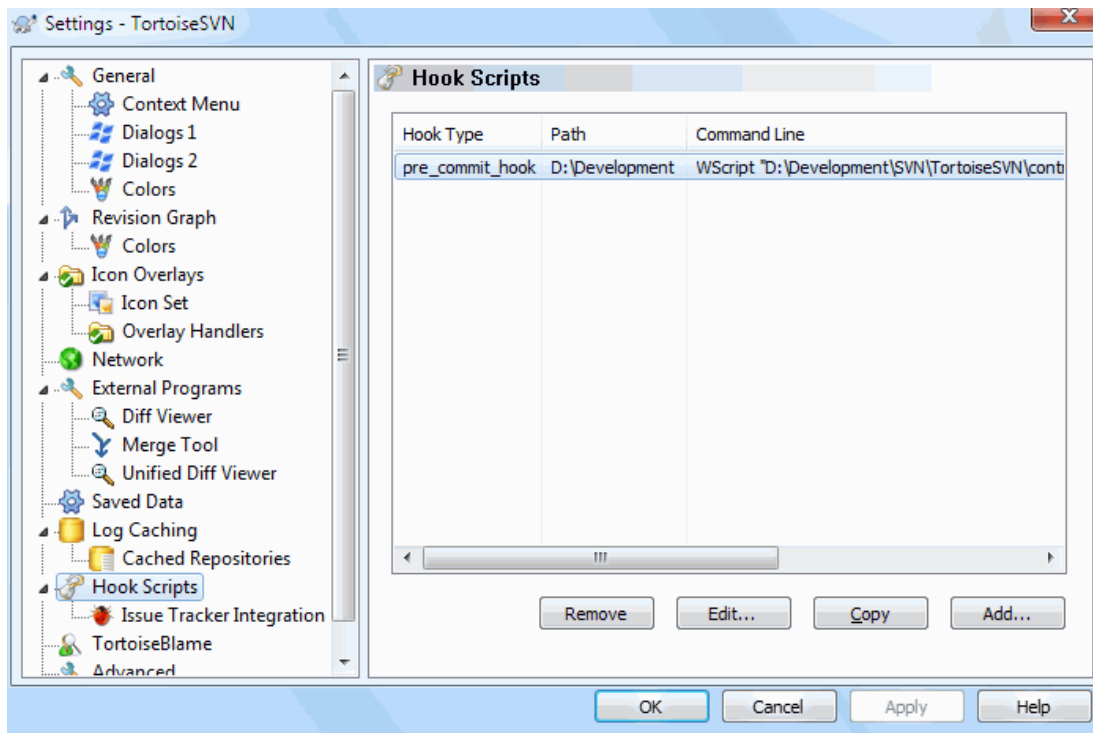 Settings - TortoiseSVN
X
General
Context Menu
Dialogs 1
Dialogs 2
Colors
Revision Graph
Colors
Icon Overlays
Icon Set
Overlay Handlers
Network
External Programs
Diff Viewer
Merge Tool
Unified Diff Viewer
Saved Data
Log Caching
Cached Repositories
Hook Scripts
Issue Tracker Integration
TortoiseBlame
Advanced
Hook Scripts
Hook Type Path Command Line
pre_commit_hook D:\Development WScript "D:\Development\SVN\TortoiseSVN\cont
Remove Edit... Copy Add...
OK Cancel Apply Help